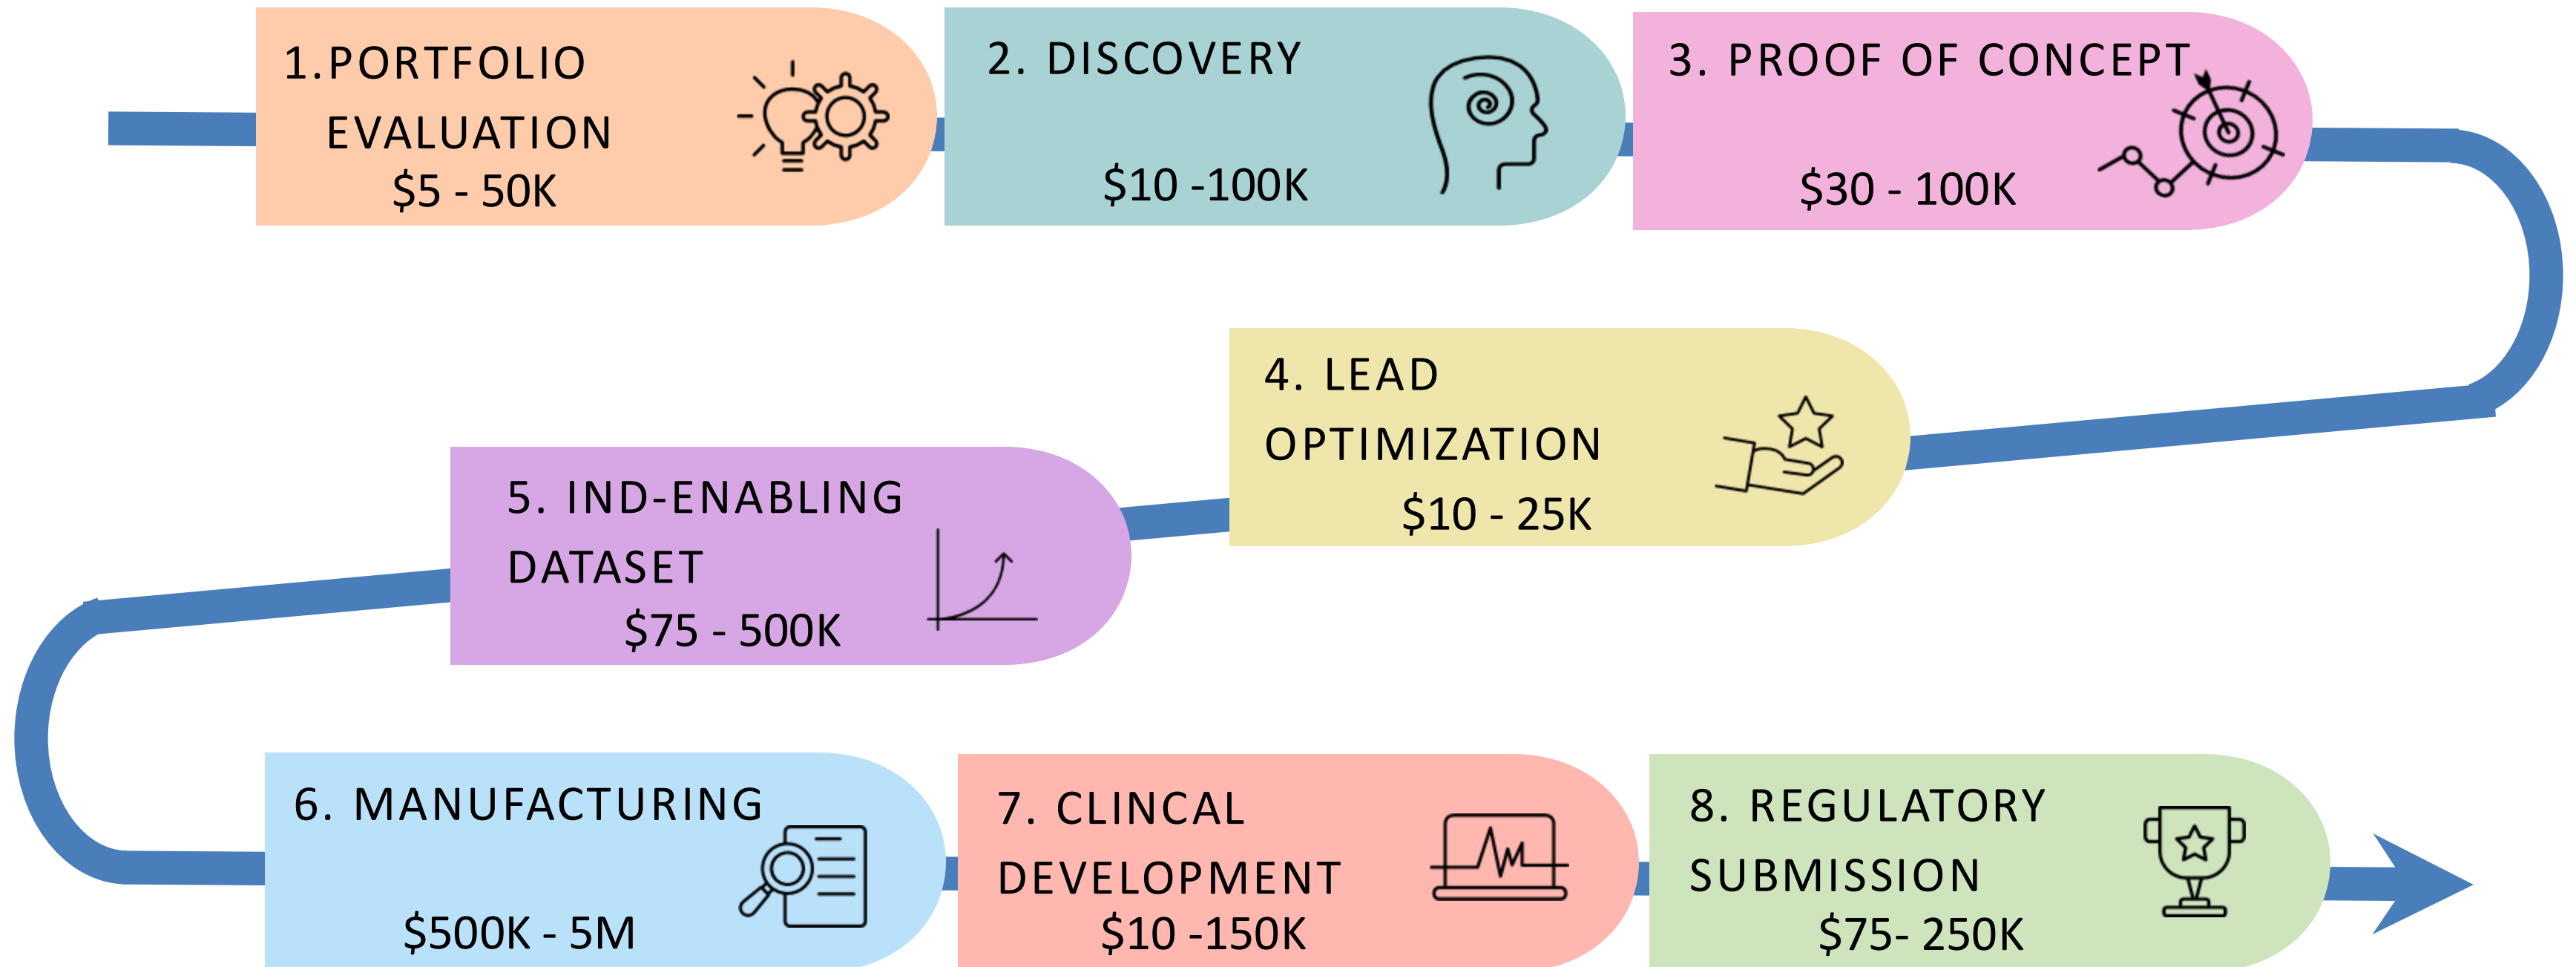 1.PORTFOLIO
EVALUATION
$5 - 50K
2. DISCOVERY
$10 -100K
3. PROOF OF CONCEPT
$30 - 100K
4. LEAD
OPTIMIZATION
$10 - 25K
5. IND-ENABLING
DATASET
$75 - 500K
6. MANUFACTURING
$500K - 5M
7. CLINCAL
DEVELOPMENT
$10 -150K
8. REGULATORY
SUBMISSION
$75- 250K